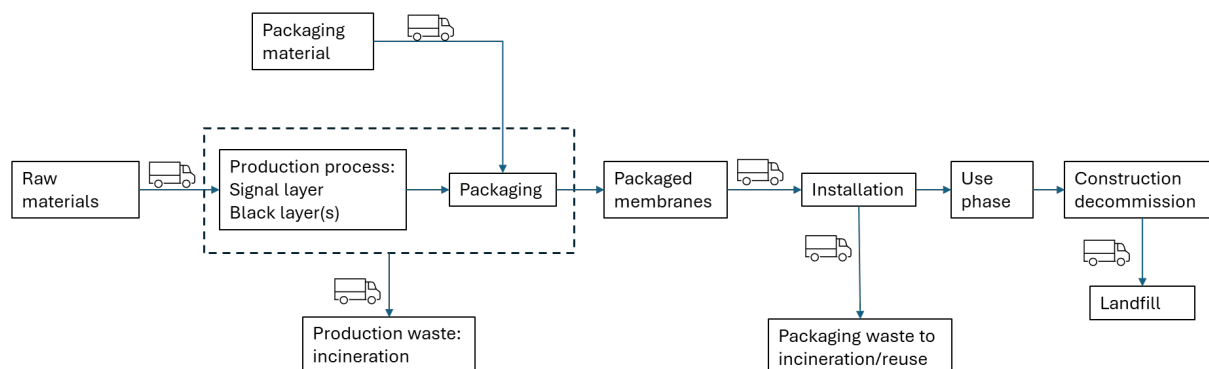 Packaging
material
Raw
materials
Production process:
Signal layer
Black layer(s)
Packaging
Packaged
membranes
Installation
Use
phase
Construction
decommission
Landfill
Production waste:
incineration
Packaging waste to
incineration/reuse